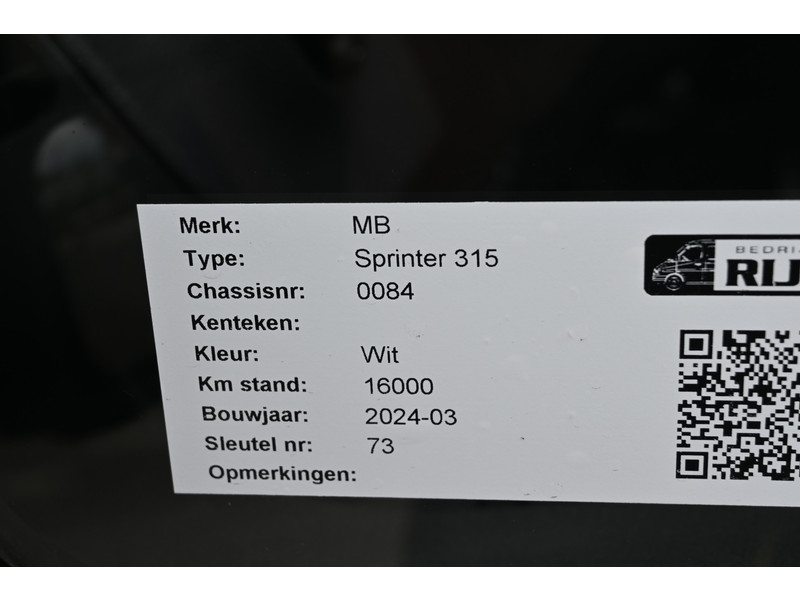 Merk: MB
Type: Sprinter 315
Chassisnr: 0084
Kenteken:
Kleur: Wit
Km stand: 16000
Bouwjaar: 2024-03
Sleutel nr: 73
Opmerkingen: